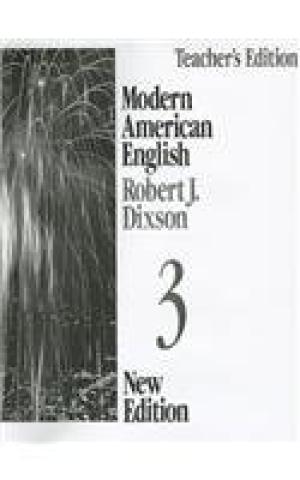 Teacher's Edition
Modern
American
English
Robert J.
Dixson
3
New
Edition